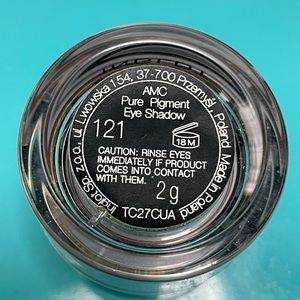 Inglot Sp. z o.o., ul. Lwowska 154, 37-700 Przemyśl, Poland Made in Poland
AMC
Pure Pigment
Eye Shadow
121
18 M
CAUTION: RINSE EYES
IMMEDIATELY IF PRODUCT
COMES INTO CONTACT
WITH THEM.
2g
TC27CUA